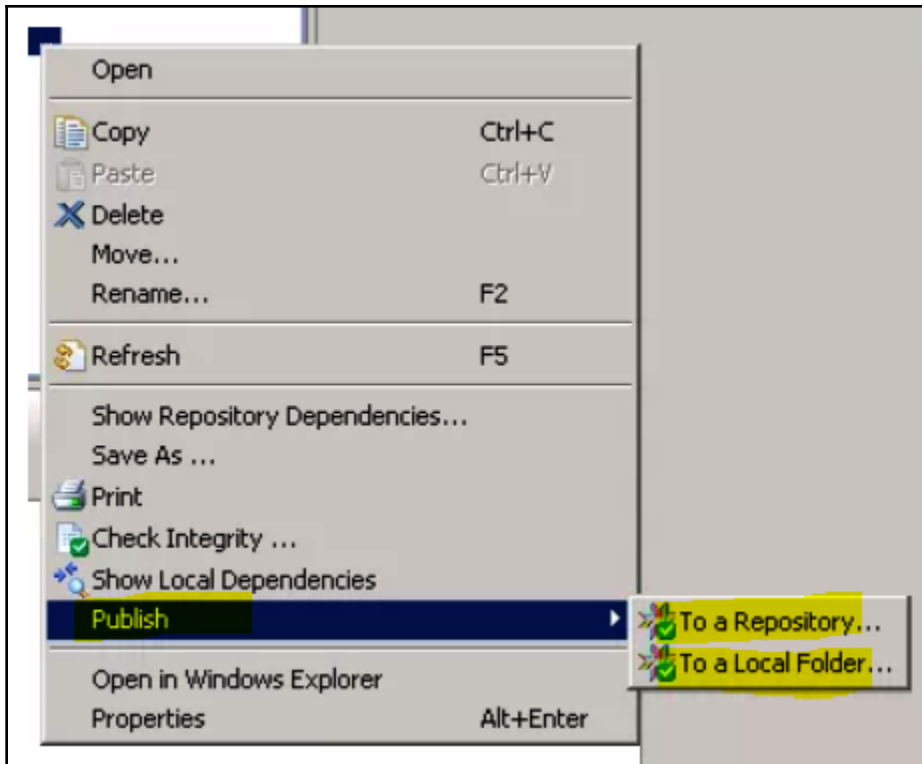 Open
Copy Ctrl+C
Paste Ctrl+V
Delete
Move...
Rename... F2
Refresh F5
Show Repository Dependencies...
Save As ...
Print
Check Integrity ...
Show Local Dependencies
Publish
To a Repository...
To a Local Folder...
Open in Windows Explorer
Properties Alt+Enter